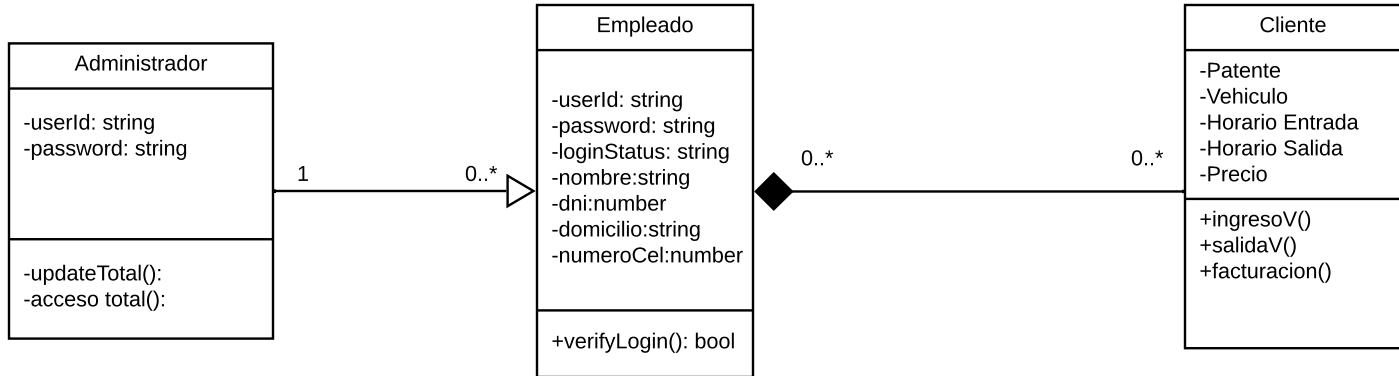 Administrador
-userId: string
-password: string
-updateTotal():
-acceso total():
1
0..*
Empleado
-userId: string
-password: string
-loginStatus: string
-nombre:string
-dni:number
-domicilio:string
-numeroCel:number
+verifyLogin(): bool
0..*
0..*
Cliente
-Patente
-Vehiculo
-Horario Entrada
-Horario Salida
-Precio
+ingresoV()
+salidaV()
+facturacion()